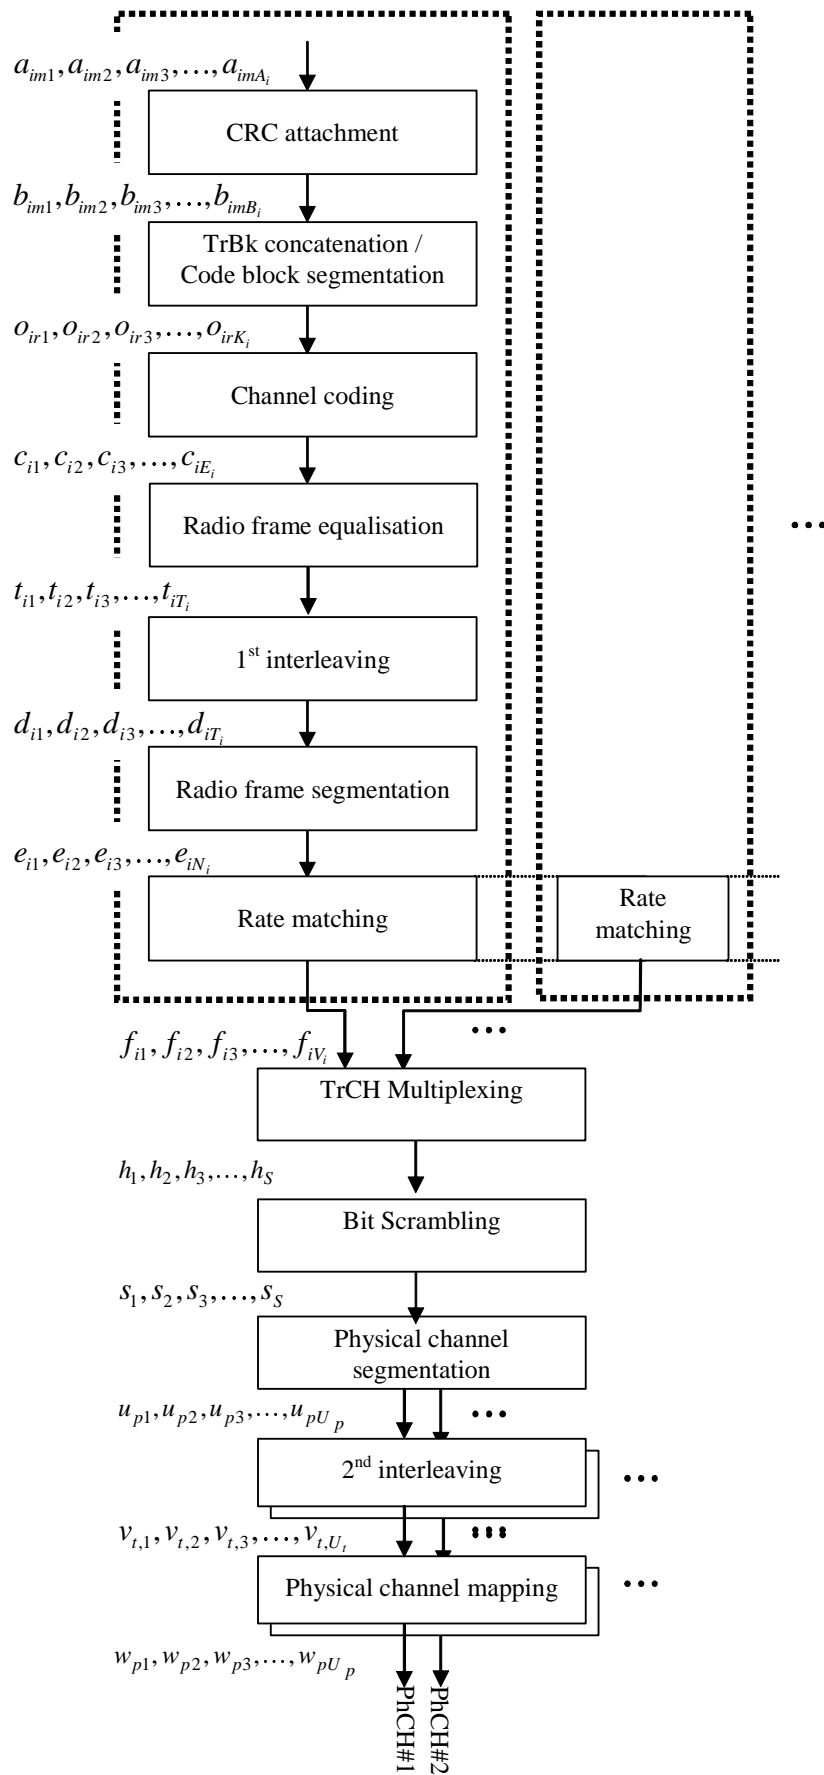 a_{im1}, a_{im2}, a_{im3}, …, a_{imA_i}
CRC attachment
b_{im1}, b_{im2}, b_{im3}, …, b_{imB_i}
TrBk concatenation /
Code block segmentation
o_{ir1}, o_{ir2}, o_{ir3}, …, o_{irK_i}
Channel coding
c_{i1}, c_{i2}, c_{i3}, …, c_{iE_i}
Radio frame equalisation
…
t_{i1}, t_{i2}, t_{i3}, …, t_{iT_i}
1^{st} interleaving
d_{i1}, d_{i2}, d_{i3}, …, d_{iT_i}
Radio frame segmentation
e_{i1}, e_{i2}, e_{i3}, …, e_{iN_i}
Rate matching
Rate
matching
…
f_{i1}, f_{i2}, f_{i3}, …, f_{iV_i}
TrCH Multiplexing
h_1, h_2, h_3, …, h_S
Bit Scrambling
s_1, s_2, s_3, …, s_S
Physical channel
segmentation
u_{p1}, u_{p2}, u_{p3}, …, u_{pU_p}
…
2^{nd} interleaving
…
v_{t,1}, v_{t,2}, v_{t,3}, …, v_{t,U_t}
…
Physical channel mapping
…
w_{p1}, w_{p2}, w_{p3}, …, w_{pU_p}
PhCH#1
PhCH#2